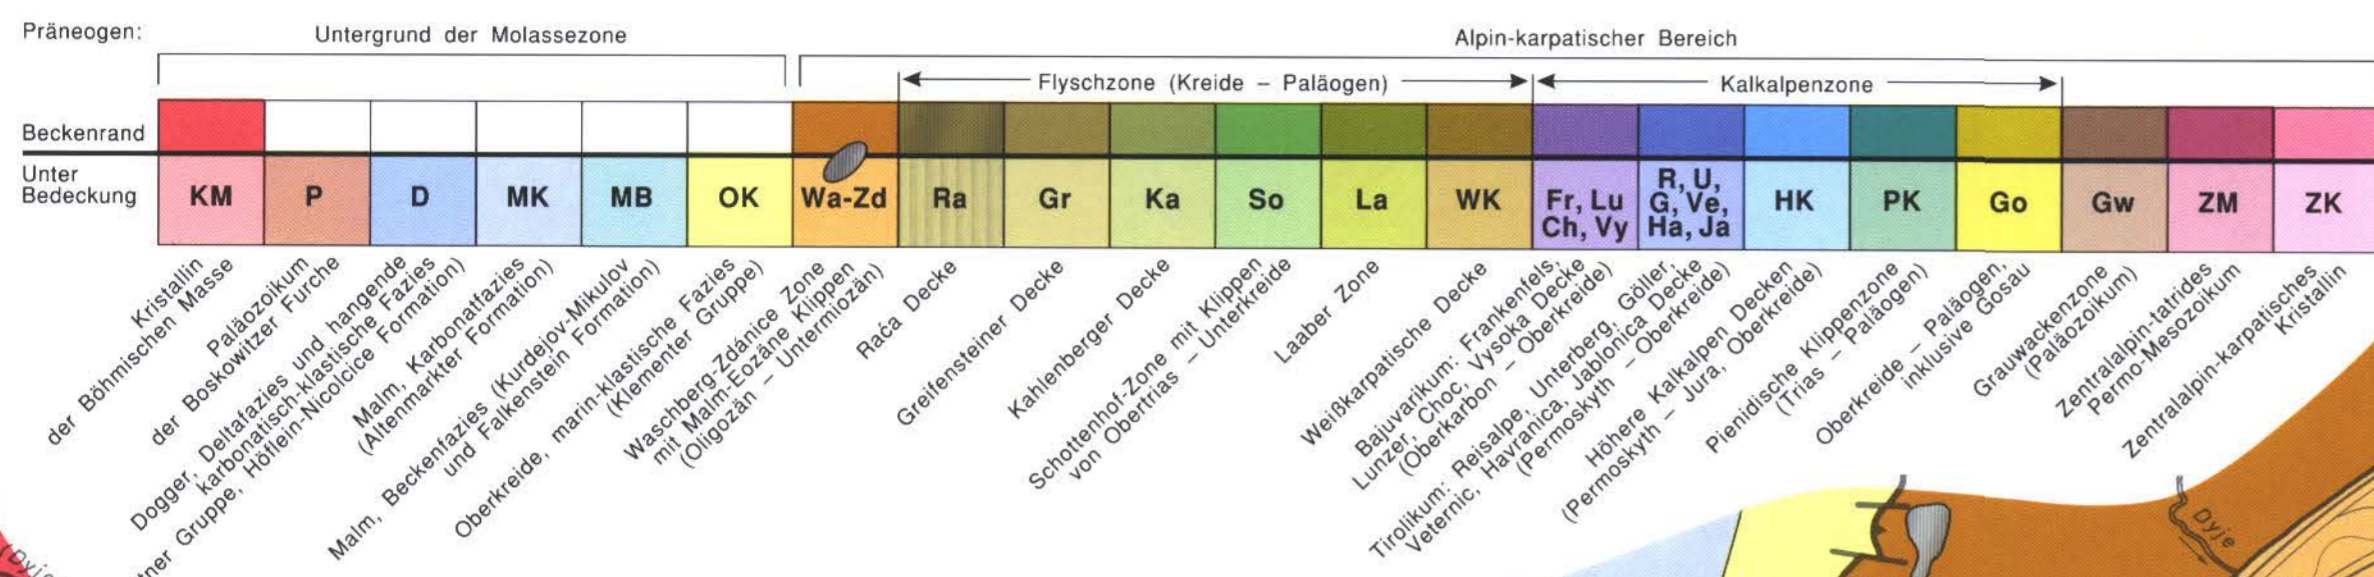 Präneogen:
Untergrund der Molassezone
Alpin-karpatischer Bereich
Flyschzone (Kreide – Paläogen)
Kalkalpenzone
Beckenrand
Unter
Bedeckung
KM
P
D
MK
MB
OK
Wa-Zd
Ra
Gr
Ka
So
La
WK
Fr, Lu
Ch, Vy
R, U,
G, Ve,
Ha, Ja
HK
PK
Go
Gw
ZM
ZK
Kristallin
der Böhmischen Masse
Paläozoikum
der Boskowitzer Furche
Dogger, Deltafazies und hangende
karbonatisch-klastische Fazies
Gruppe, Höflein-Nicolcice Formation)
Malm, Karbonatfazies
(Altenmarkter Formation)
Malm, Beckenfazies (Kurdejov-Mikulov
und Falkenstein Formation)
Oberkreide, marin-klastische Fazies
(Klementer Gruppe)
Waschberg-Zdánice Zone
mit Malm-Eozäne Klippen
(Oligozän – Untermiozän)
Raća Decke
Greifensteiner Decke
Kahlenberger Decke
Schottenhof-Zone mit Klippen
von Obertrias – Unterkreide
Laaber Zone
Weißkarpatische Decke
Bajuvarikum: Frankenfels,
Lunzer, Choc, Vysoka Decke
(Oberkarbon – Oberkreide)
Tirolikum: Reisalpe, Unterberg, Göller,
Veternic, Havranica, Jablonica Decke
(Permoskyth – Oberkreide)
Höhere Kalkalpen Decken
(Permoskyth – Jura, Oberkreide)
Pienidische Klippenzone
(Trias – Paläogen)
Oberkreide – Paläogen,
inklusive Gosau
Grauwackenzone
(Paläozoikum)
Zentralalpin-tatrides
Permo-Mesozoikum
Zentralalpin-karpatisches
Kristallin
Dyje